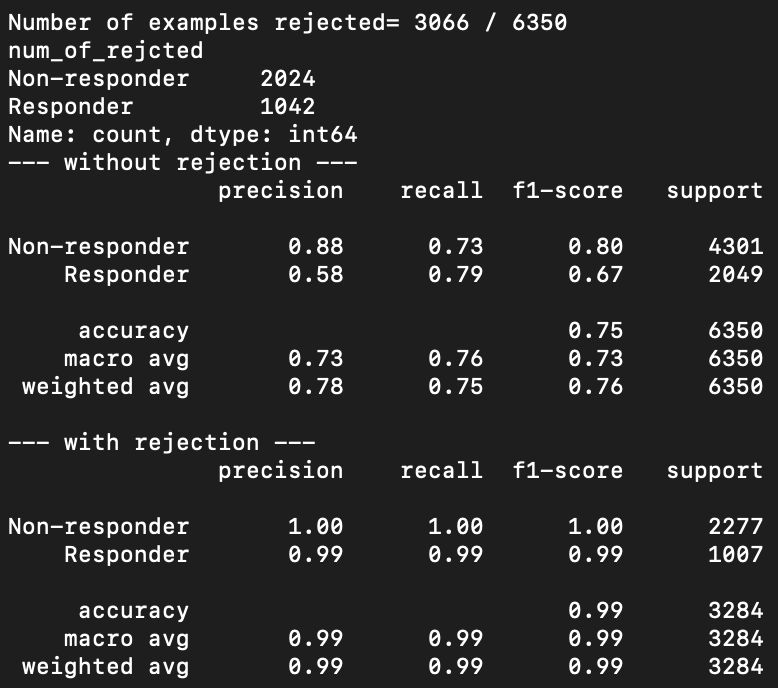 Number of examples rejected= 3066 / 6350
num_of_rejcted
Non-responder     2024
Responder         1042
Name: count, dtype: int64
--- without rejection ---
               precision    recall  f1-score   support

Non-responder       0.88      0.73      0.80      4301
    Responder       0.58      0.79      0.67      2049

     accuracy                           0.75      6350
    macro avg       0.73      0.76      0.73      6350
 weighted avg       0.78      0.75      0.76      6350

--- with rejection ---
               precision    recall  f1-score   support

Non-responder       1.00      1.00      1.00      2277
    Responder       0.99      0.99      0.99      1007

     accuracy                           0.99      3284
    macro avg       0.99      0.99      0.99      3284
 weighted avg       0.99      0.99      0.99      3284